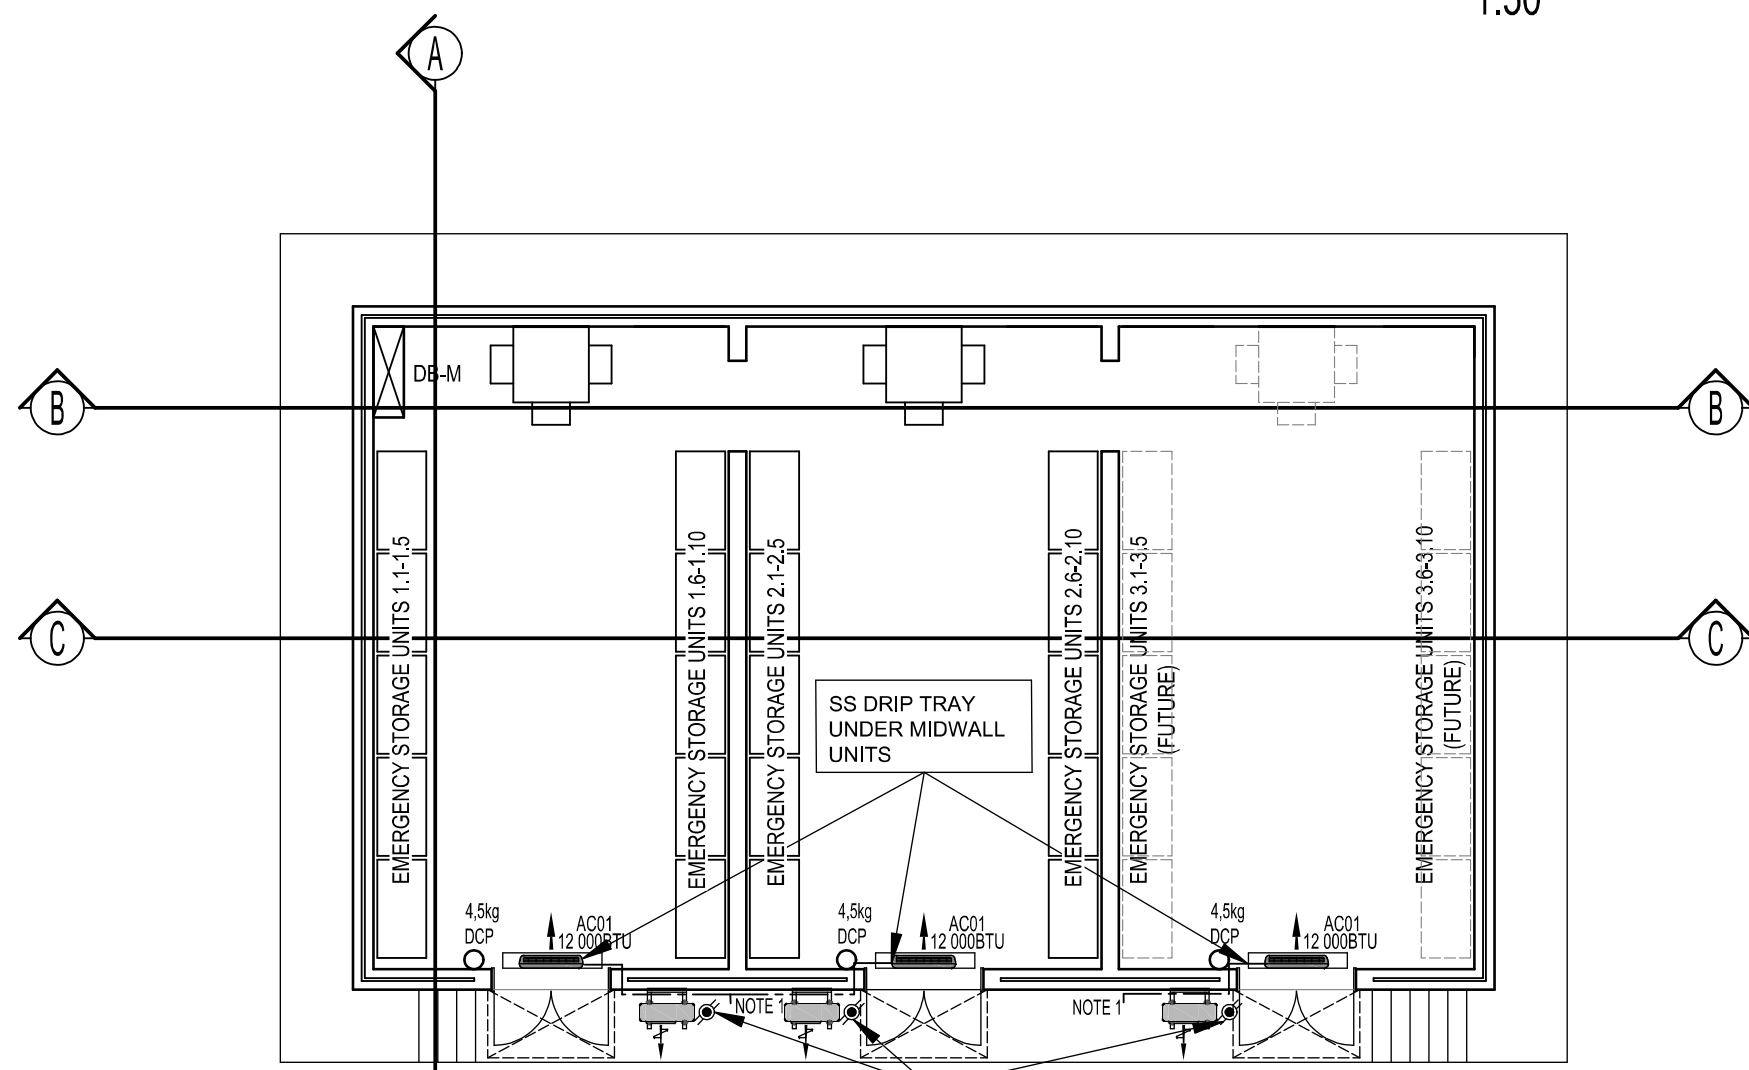 1:50
A
DB-M
B
B
EMERGENCY STORAGE UNITS 1.1-1.5
EMERGENCY STORAGE UNITS 1.6-1.10
EMERGENCY STORAGE UNITS 2.1-2.5
EMERGENCY STORAGE UNITS 2.6-2.10
EMERGENCY STORAGE UNITS 3.1-3.5
(FUTURE)
EMERGENCY STORAGE UNITS 3.6-3.10
(FUTURE)
C
C
SS DRIP TRAY
UNDER MIDWALL
UNITS
4,5kg
DCP
AC01
12 000BTU
4,5kg
DCP
AC01
12 000BTU
4,5kg
DCP
AC01
12 000BTU
NOTE 1
NOTE 1